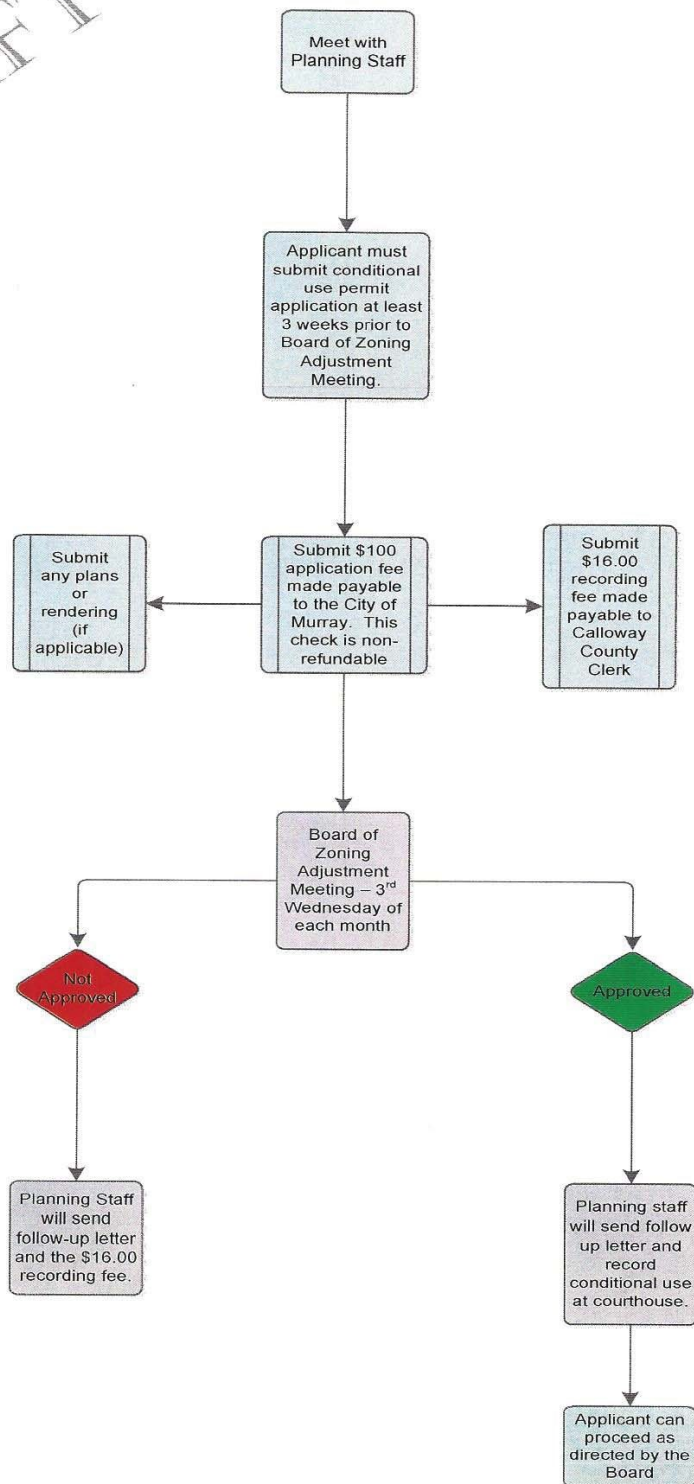 Meet with
Planning Staff
Applicant must
submit conditional
use permit
application at least
3 weeks prior to
Board of Zoning
Adjustment
Meeting.
Submit
any plans
or
rendering
(if
applicable)
Submit $100
application fee
made payable
to the City of
Murray. This
check is non-
refundable
Submit
$16.00
recording
fee made
payable to
Calloway
County
Clerk
Board of
Zoning
Adjustment
Meeting – 3rd
Wednesday of
each month
Not
Approved
Approved
Planning Staff
will send
follow-up letter
and the $16.00
recording fee.
Planning staff
will send follow
up letter and
record
conditional use
at courthouse.
Applicant can
proceed as
directed by the
Board